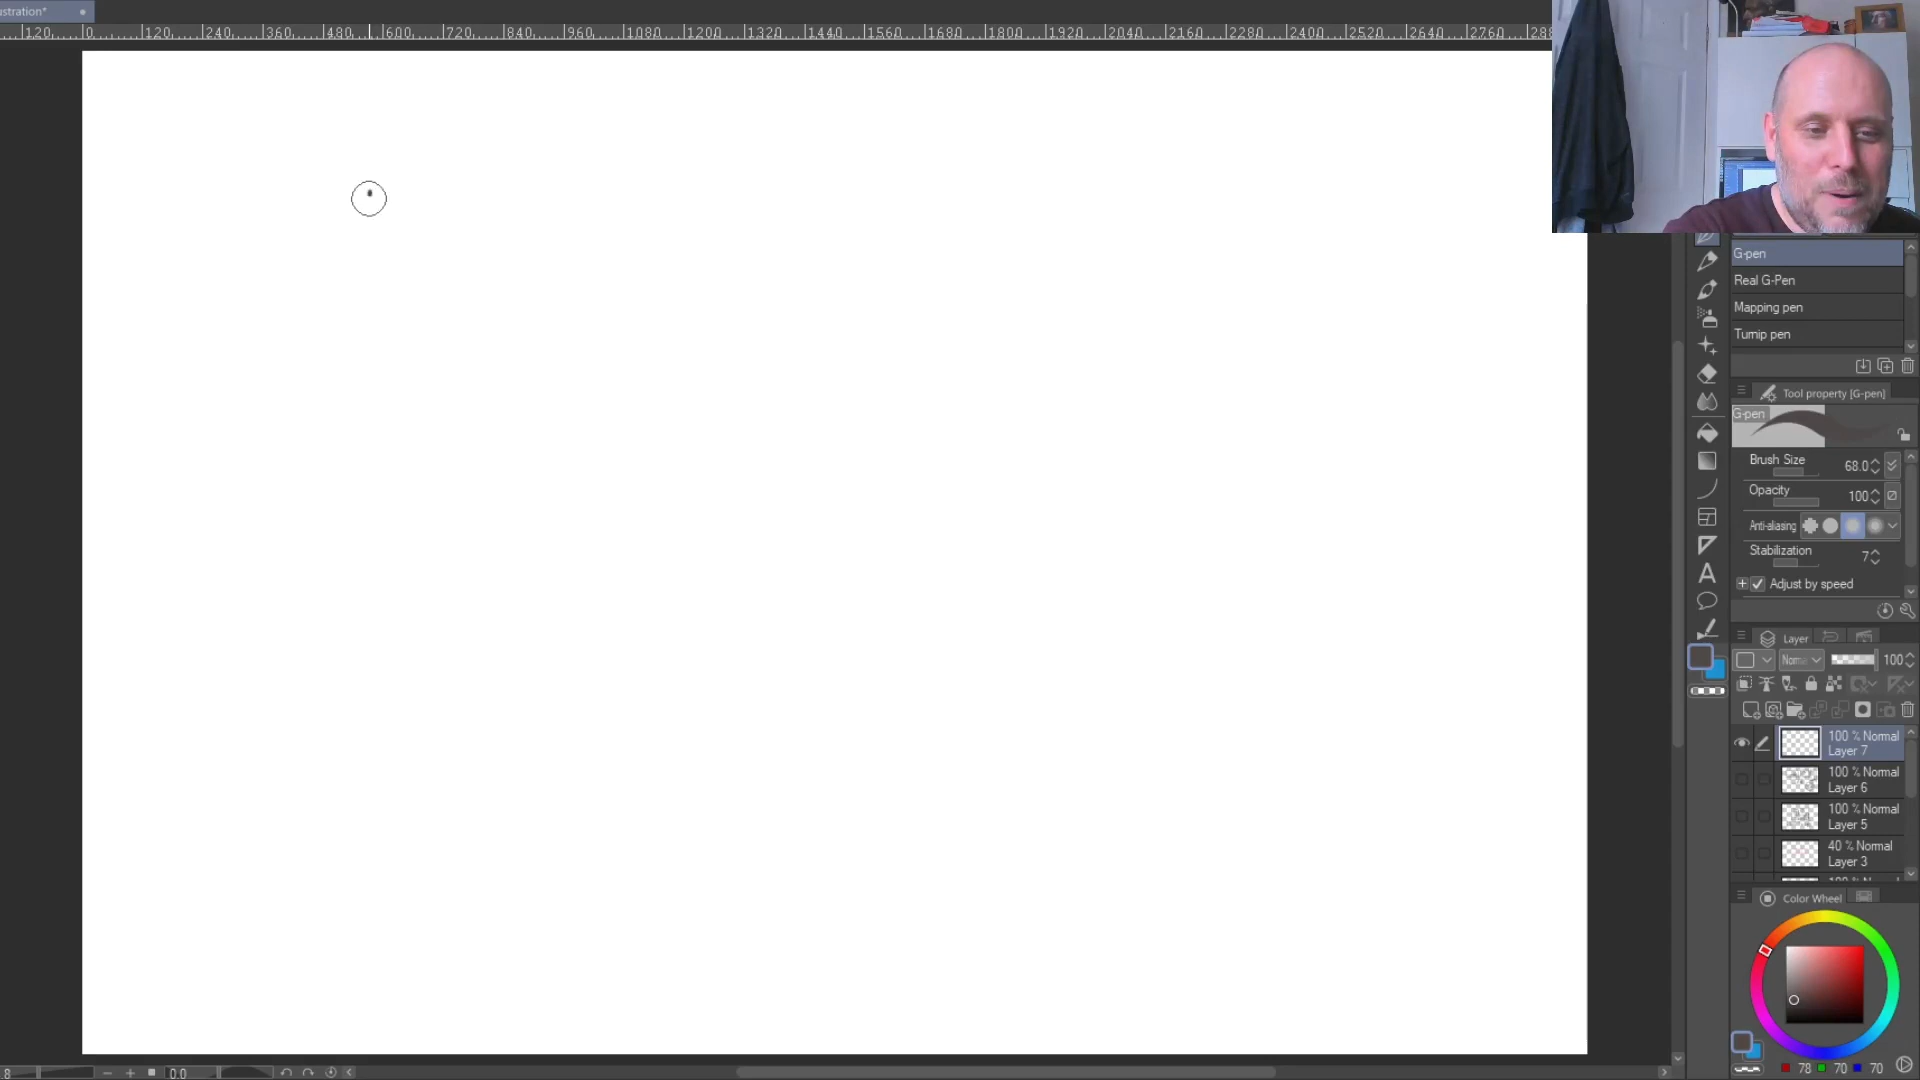 ustration*
120 0 120 240 360 480 600 720 840 960 1080 1200 1320 1440 1560 1680 1800 1920 2040 2160 2280 2400 2520 2640 2760
G-pen
Real G-Pen
Mapping pen
Turnip pen
Tool property [G-pen]
G-pen
Brush Size 68.0
Opacity 100
Anti-aliasing
Stabilization 7
Adjust by speed
Layer
100
100 % Normal
Layer 7
100 % Normal
Layer 6
100 % Normal
Layer 5
40 % Normal
Layer 3
Color Wheel
8 0.0
78 70 70